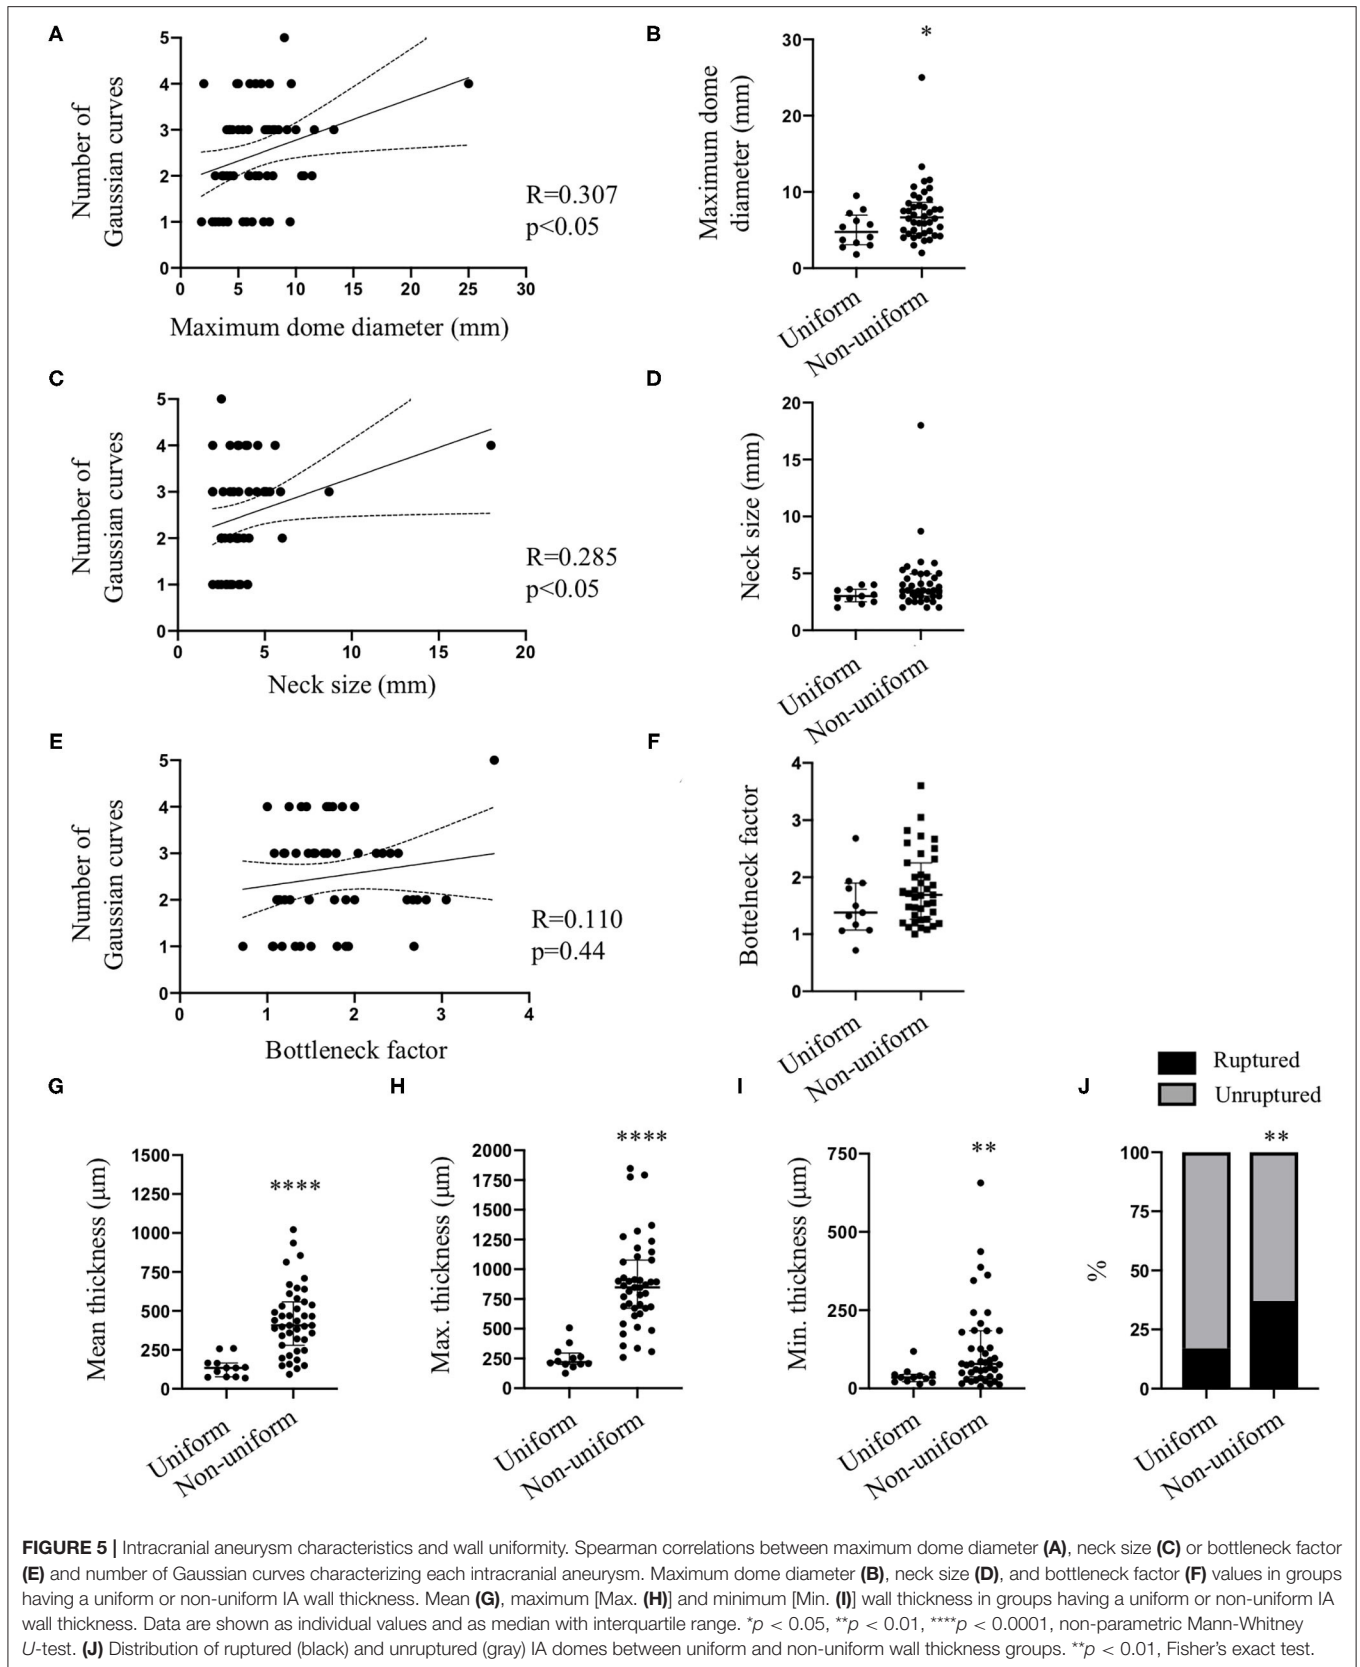 A
Number of
Gaussian curves
5
4
3
2
1
0
0 5 10 15 20 25 30
Maximum dome diameter (mm)
R=0.307
p<0.05
B
Maximum dome
diameter (mm)
30
20
10
0
*
Uniform
Non-uniform
C
Number of
Gaussian curves
5
4
3
2
1
0
0 5 10 15 20
Neck size (mm)
R=0.285
p<0.05
D
Neck size (mm)
20
15
10
5
0
Uniform
Non-uniform
E
Number of
Gaussian curves
5
4
3
2
1
0
0 1 2 3 4
Bottleneck factor
R=0.110
p=0.44
F
Bottelneck factor
4
3
2
1
0
Uniform
Non-uniform
G
Mean thickness (μm)
1500
1250
1000
750
500
250
0
****
Uniform
Non-uniform
H
Max. thickness (μm)
2000
1750
1500
1250
1000
750
500
250
0
****
Uniform
Non-uniform
I
Min. thickness (μm)
750
500
250
0
**
Uniform
Non-uniform
J
Ruptured
Unruptured
%
100
75
50
25
0
**
Uniform
Non-uniform
FIGURE 5 | Intracranial aneurysm characteristics and wall uniformity. Spearman correlations between maximum dome diameter (A), neck size (C) or bottleneck factor
(E) and number of Gaussian curves characterizing each intracranial aneurysm. Maximum dome diameter (B), neck size (D), and bottleneck factor (F) values in groups
having a uniform or non-uniform IA wall thickness. Mean (G), maximum [Max. (H)] and minimum [Min. (I)] wall thickness in groups having a uniform or non-uniform IA
wall thickness. Data are shown as individual values and as median with interquartile range. *p < 0.05, **p < 0.01, ****p < 0.0001, non-parametric Mann-Whitney
U-test. (J) Distribution of ruptured (black) and unruptured (gray) IA domes between uniform and non-uniform wall thickness groups. **p < 0.01, Fisher's exact test.